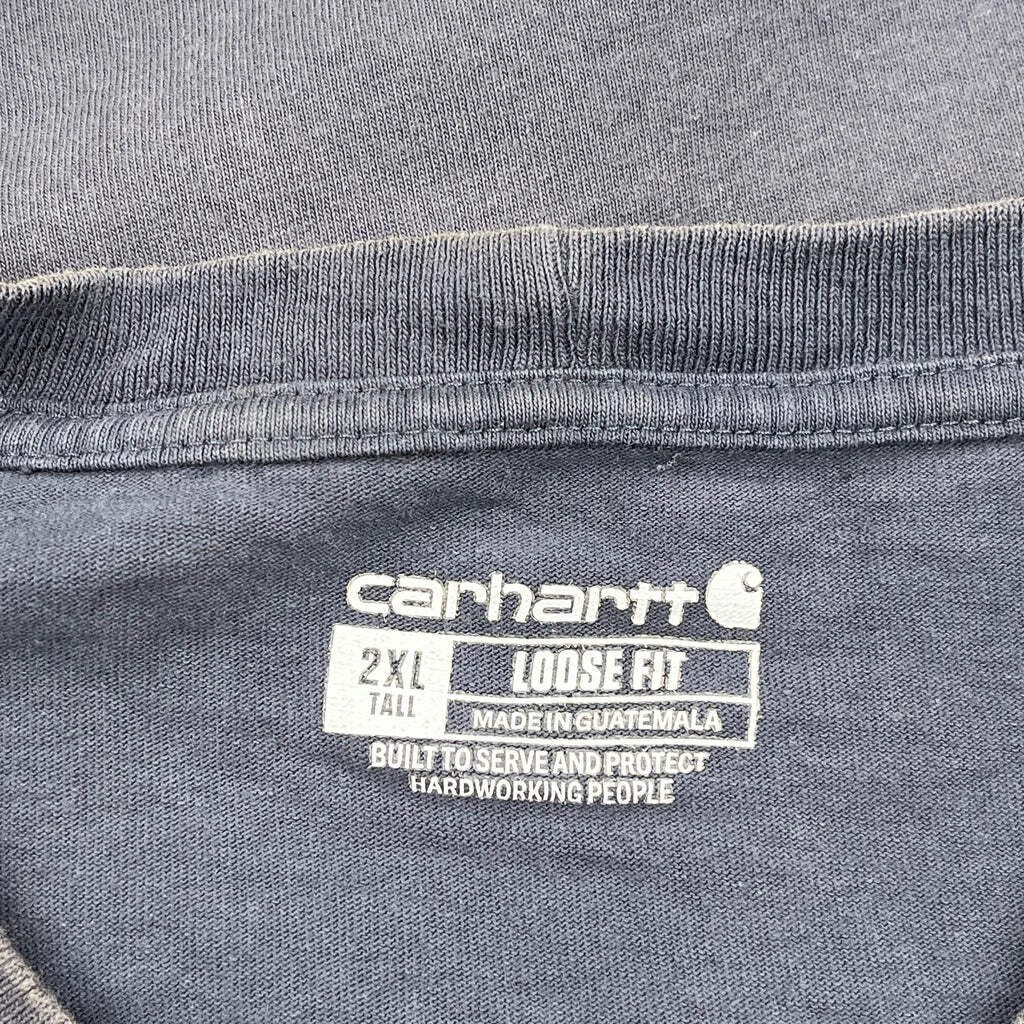 carhartt
2XL
TALL
LOOSE FIT
MADE IN GUATEMALA
BUILT TO SERVE AND PROTECT
HARDWORKING PEOPLE